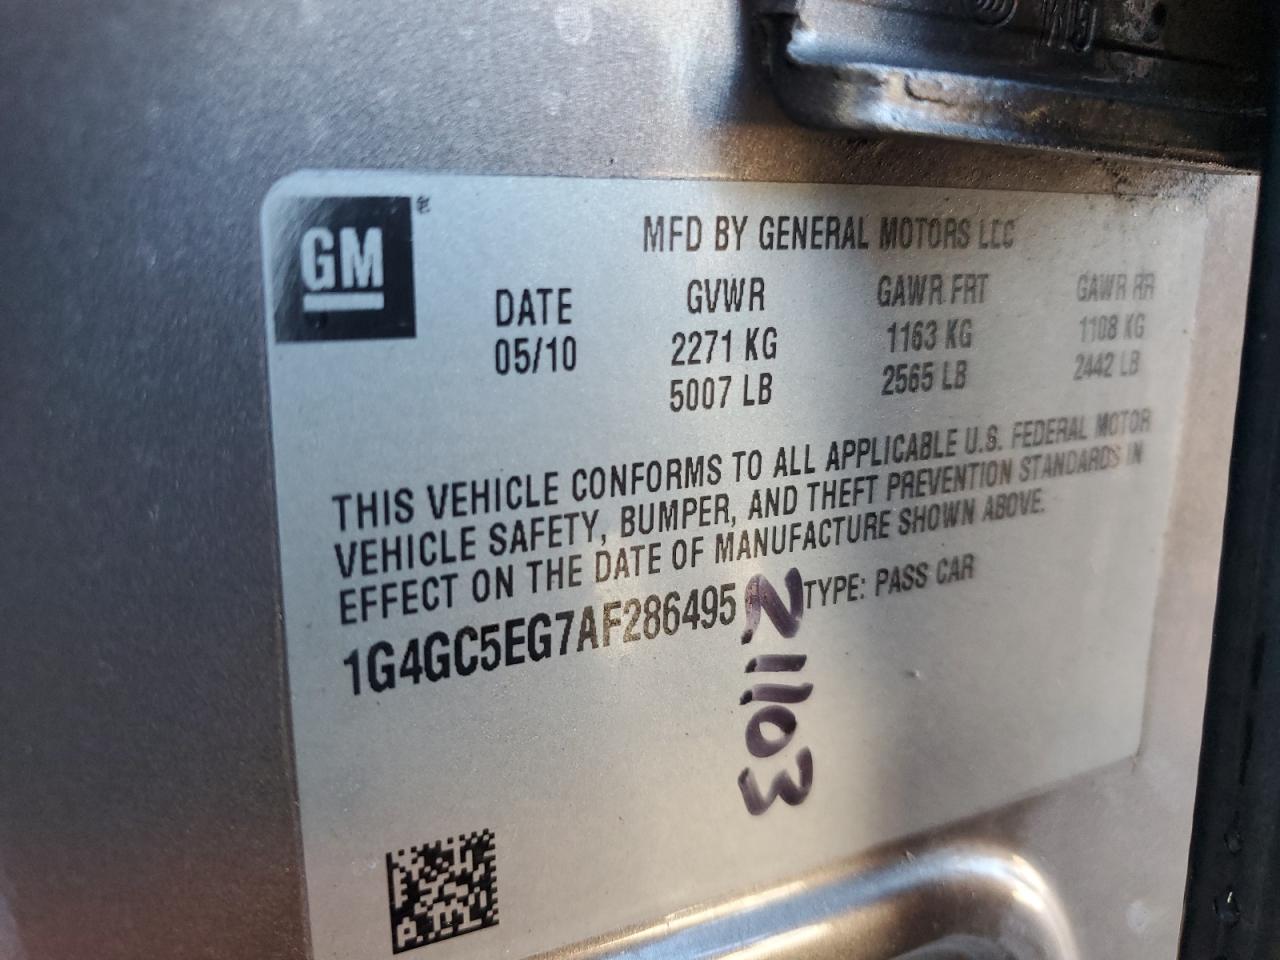 GM
MFD BY GENERAL MOTORS LLC
DATE GVWR GAWR FRT GAWR RR
05/10 2271 KG 1163 KG 1108 KG
5007 LB 2565 LB 2442 LB
THIS VEHICLE CONFORMS TO ALL APPLICABLE U.S. FEDERAL MOTOR
VEHICLE SAFETY, BUMPER, AND THEFT PREVENTION STANDARDS IN
EFFECT ON THE DATE OF MANUFACTURE SHOWN ABOVE.
1G4GC5EG7AF286495 TYPE: PASS CAR
21103